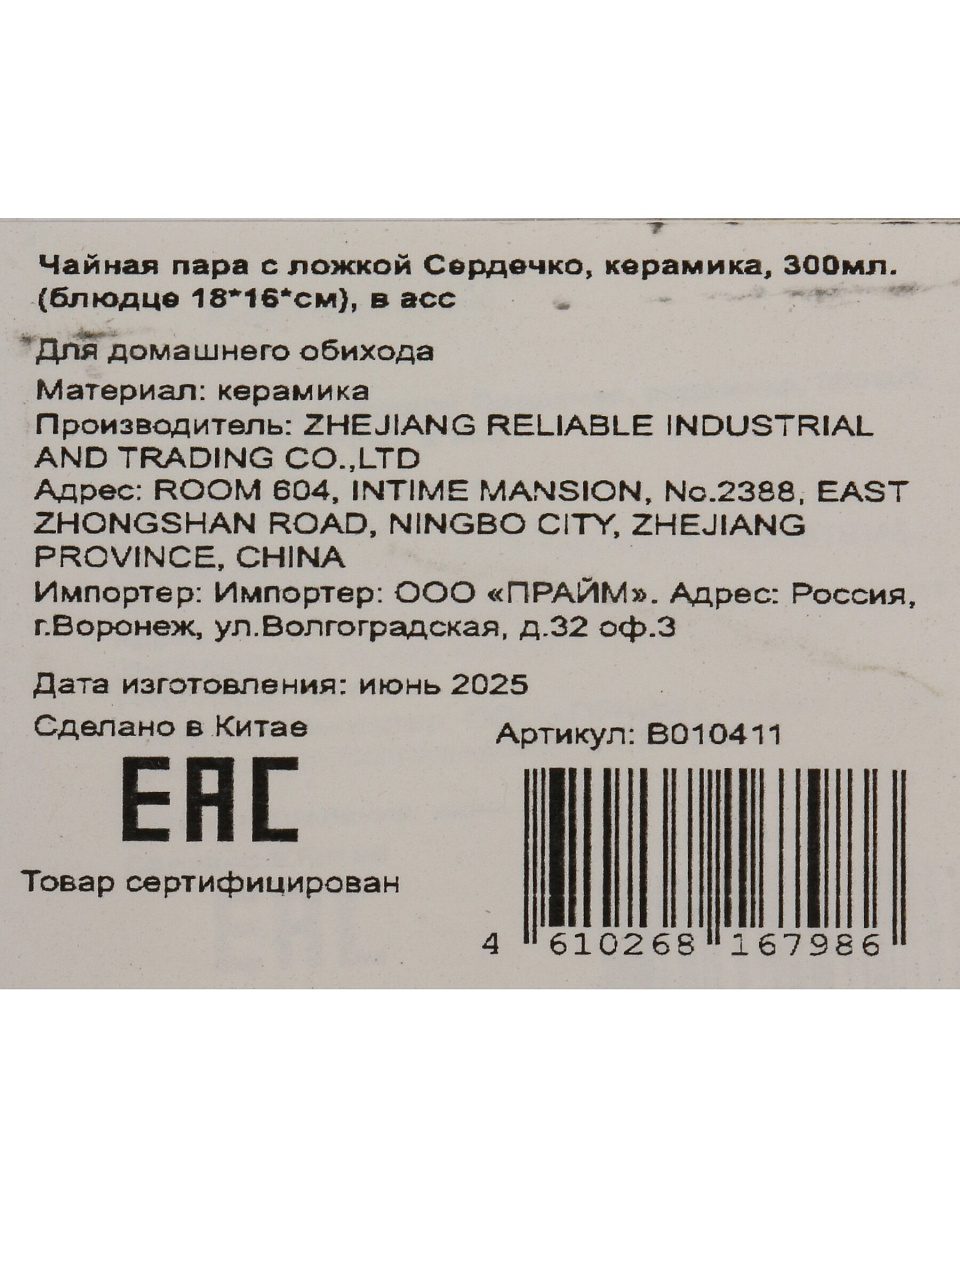 Чайная пара с ложкой Сердечко, керамика, 300мл.
(блюдце 18*16*см), в асс
Для домашнего обихода
Материал: керамика
Производитель: ZHEJIANG RELIABLE INDUSTRIAL
AND TRADING CO.,LTD
Адрес: ROOM 604, INTIME MANSION, No.2388, EAST
ZHONGSHAN ROAD, NINGBO CITY, ZHEJIANG
PROVINCE, CHINA
Импортер: Импортер: ООО «ПРАЙМ». Адрес: Россия,
г.Воронеж, ул.Волгоградская, д.32 оф.3
Дата изготовления: июнь 2025
Сделано в Китае
Артикул: B010411
EAC
Товар сертифицирован
4 610268 167986